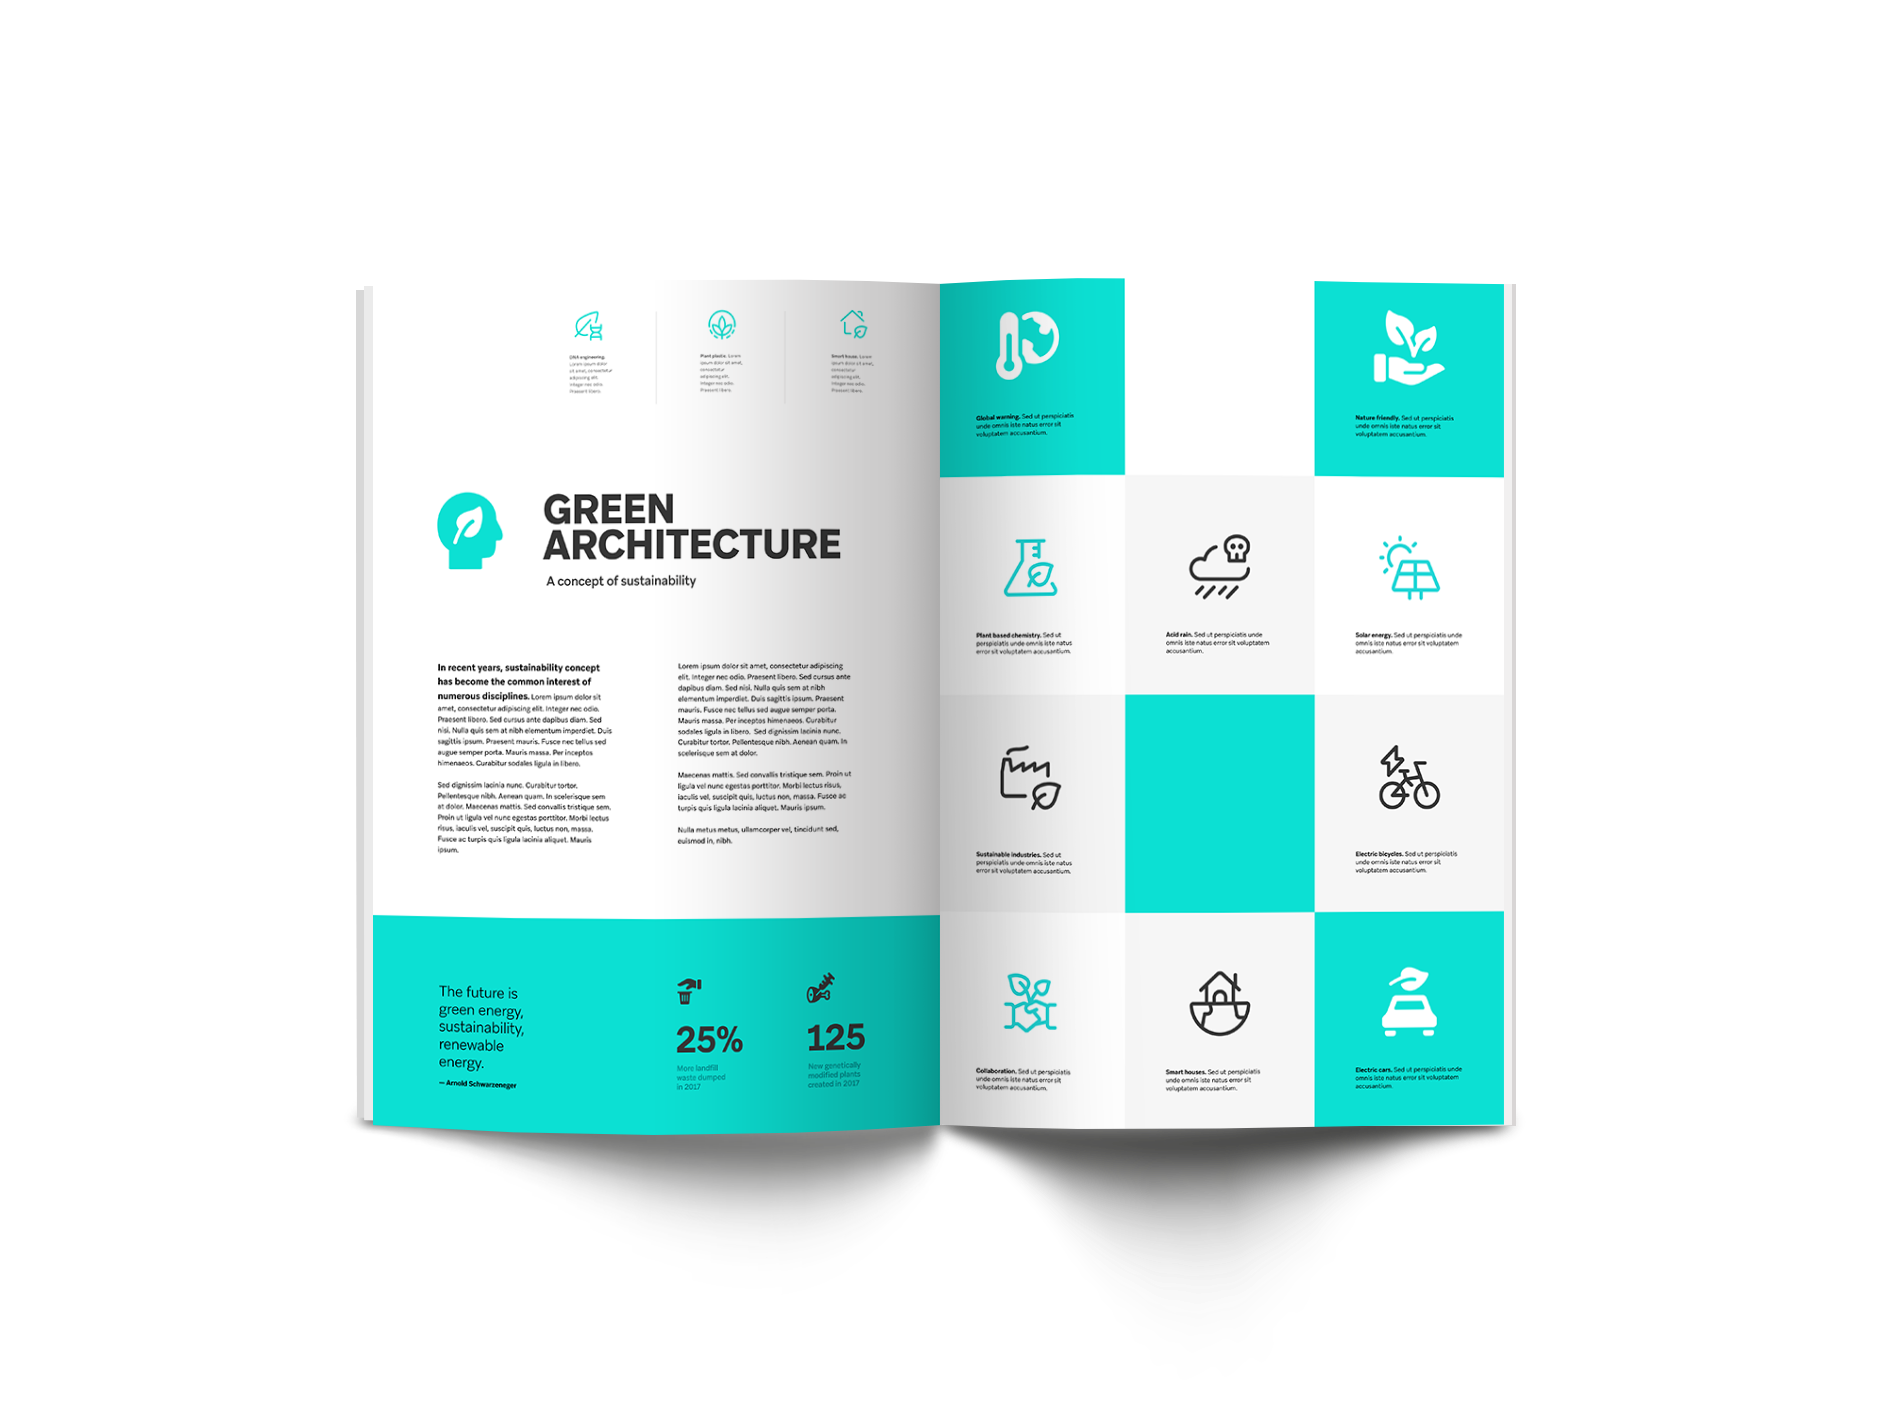 DNA engineering.
Lorem ipsum dolor
sit amet, consectetur
adipiscing elit.
Integer nec odio.
Praesent libero.
Plant plastic. Lorem
ipsum dolor sit amet,
consectetur
adipiscing elit.
Integer nec odio.
Praesent libero.
Smart house. Lorem
ipsum dolor sit amet,
consectetur
adipiscing elit.
Integer nec odio.
Praesent libero.
GREEN
ARCHITECTURE
A concept of sustainability
In recent years, sustainability concept
has become the common interest of
numerous disciplines. Lorem ipsum dolor sit
amet, consectetur adipiscing elit. Integer nec odio.
Praesent libero. Sed cursus ante dapibus diam. Sed
nisi. Nulla quis sem at nibh elementum imperdiet. Duis
sagittis ipsum. Praesent mauris. Fusce nec tellus sed
augue semper porta. Mauris massa. Per inceptos
himenaeos. Curabitur sodales ligula in libero.
Sed dignissim lacinia nunc. Curabitur tortor.
Pellentesque nibh. Aenean quam. In scelerisque sem
at dolor. Maecenas mattis. Sed convallis tristique sem.
Proin ut ligula vel nunc egestas porttitor. Morbi lectus
risus, iaculis vel, suscipit quis, luctus non, massa.
Fusce ac turpis quis ligula lacinia aliquet. Mauris
ipsum.
Lorem ipsum dolor sit amet, consectetur adipiscing
elit. Integer nec odio. Praesent libero. Sed cursus ante
dapibus diam. Sed nisi. Nulla quis sem at nibh
elementum imperdiet. Duis sagittis ipsum. Praesent
mauris. Fusce nec tellus sed augue semper porta.
Mauris massa. Per inceptos himenaeos. Curabitur
sodales ligula in libero. Sed dignissim lacinia nunc.
Curabitur tortor. Pellentesque nibh. Aenean quam. In
scelerisque sem at dolor.
Maecenas mattis. Sed convallis tristique sem. Proin ut
ligula vel nunc egestas porttitor. Morbi lectus risus,
iaculis vel, suscipit quis, luctus non, massa. Fusce ac
turpis quis ligula lacinia aliquet. Mauris ipsum.
Nulla metus metus, ullamcorper vel, tincidunt sed,
euismod in, nibh.
The future is
green energy,
sustainability,
renewable
energy.
— Arnold Schwarzeneger
25%
More landfill
waste dumped
in 2017
125
New genetically
modified plants
created in 2017
Global warning. Sed ut perspiciatis
unde omnis iste natus error sit
voluptatem accusantium.
Nature friendly. Sed ut perspiciatis
unde omnis iste natus error sit
voluptatem accusantium.
Plant based chemistry. Sed ut
perspiciatis unde omnis iste natus
error sit voluptatem accusantium.
Acid rain. Sed ut perspiciatis unde
omnis iste natus error sit voluptatem
accusantium.
Solar energy. Sed ut perspiciatis unde
omnis iste natus error sit voluptatem
accusantium.
Sustainable industries. Sed ut
perspiciatis unde omnis iste natus
error sit voluptatem accusantium.
Electric bicycles. Sed ut perspiciatis
unde omnis iste natus error sit
voluptatem accusantium.
Collaboration. Sed ut perspiciatis
unde omnis iste natus error sit
voluptatem accusantium.
Smart houses. Sed ut perspiciatis
unde omnis iste natus error sit
voluptatem accusantium.
Electric cars. Sed ut perspiciatis unde
omnis iste natus error sit voluptatem
accusantium.